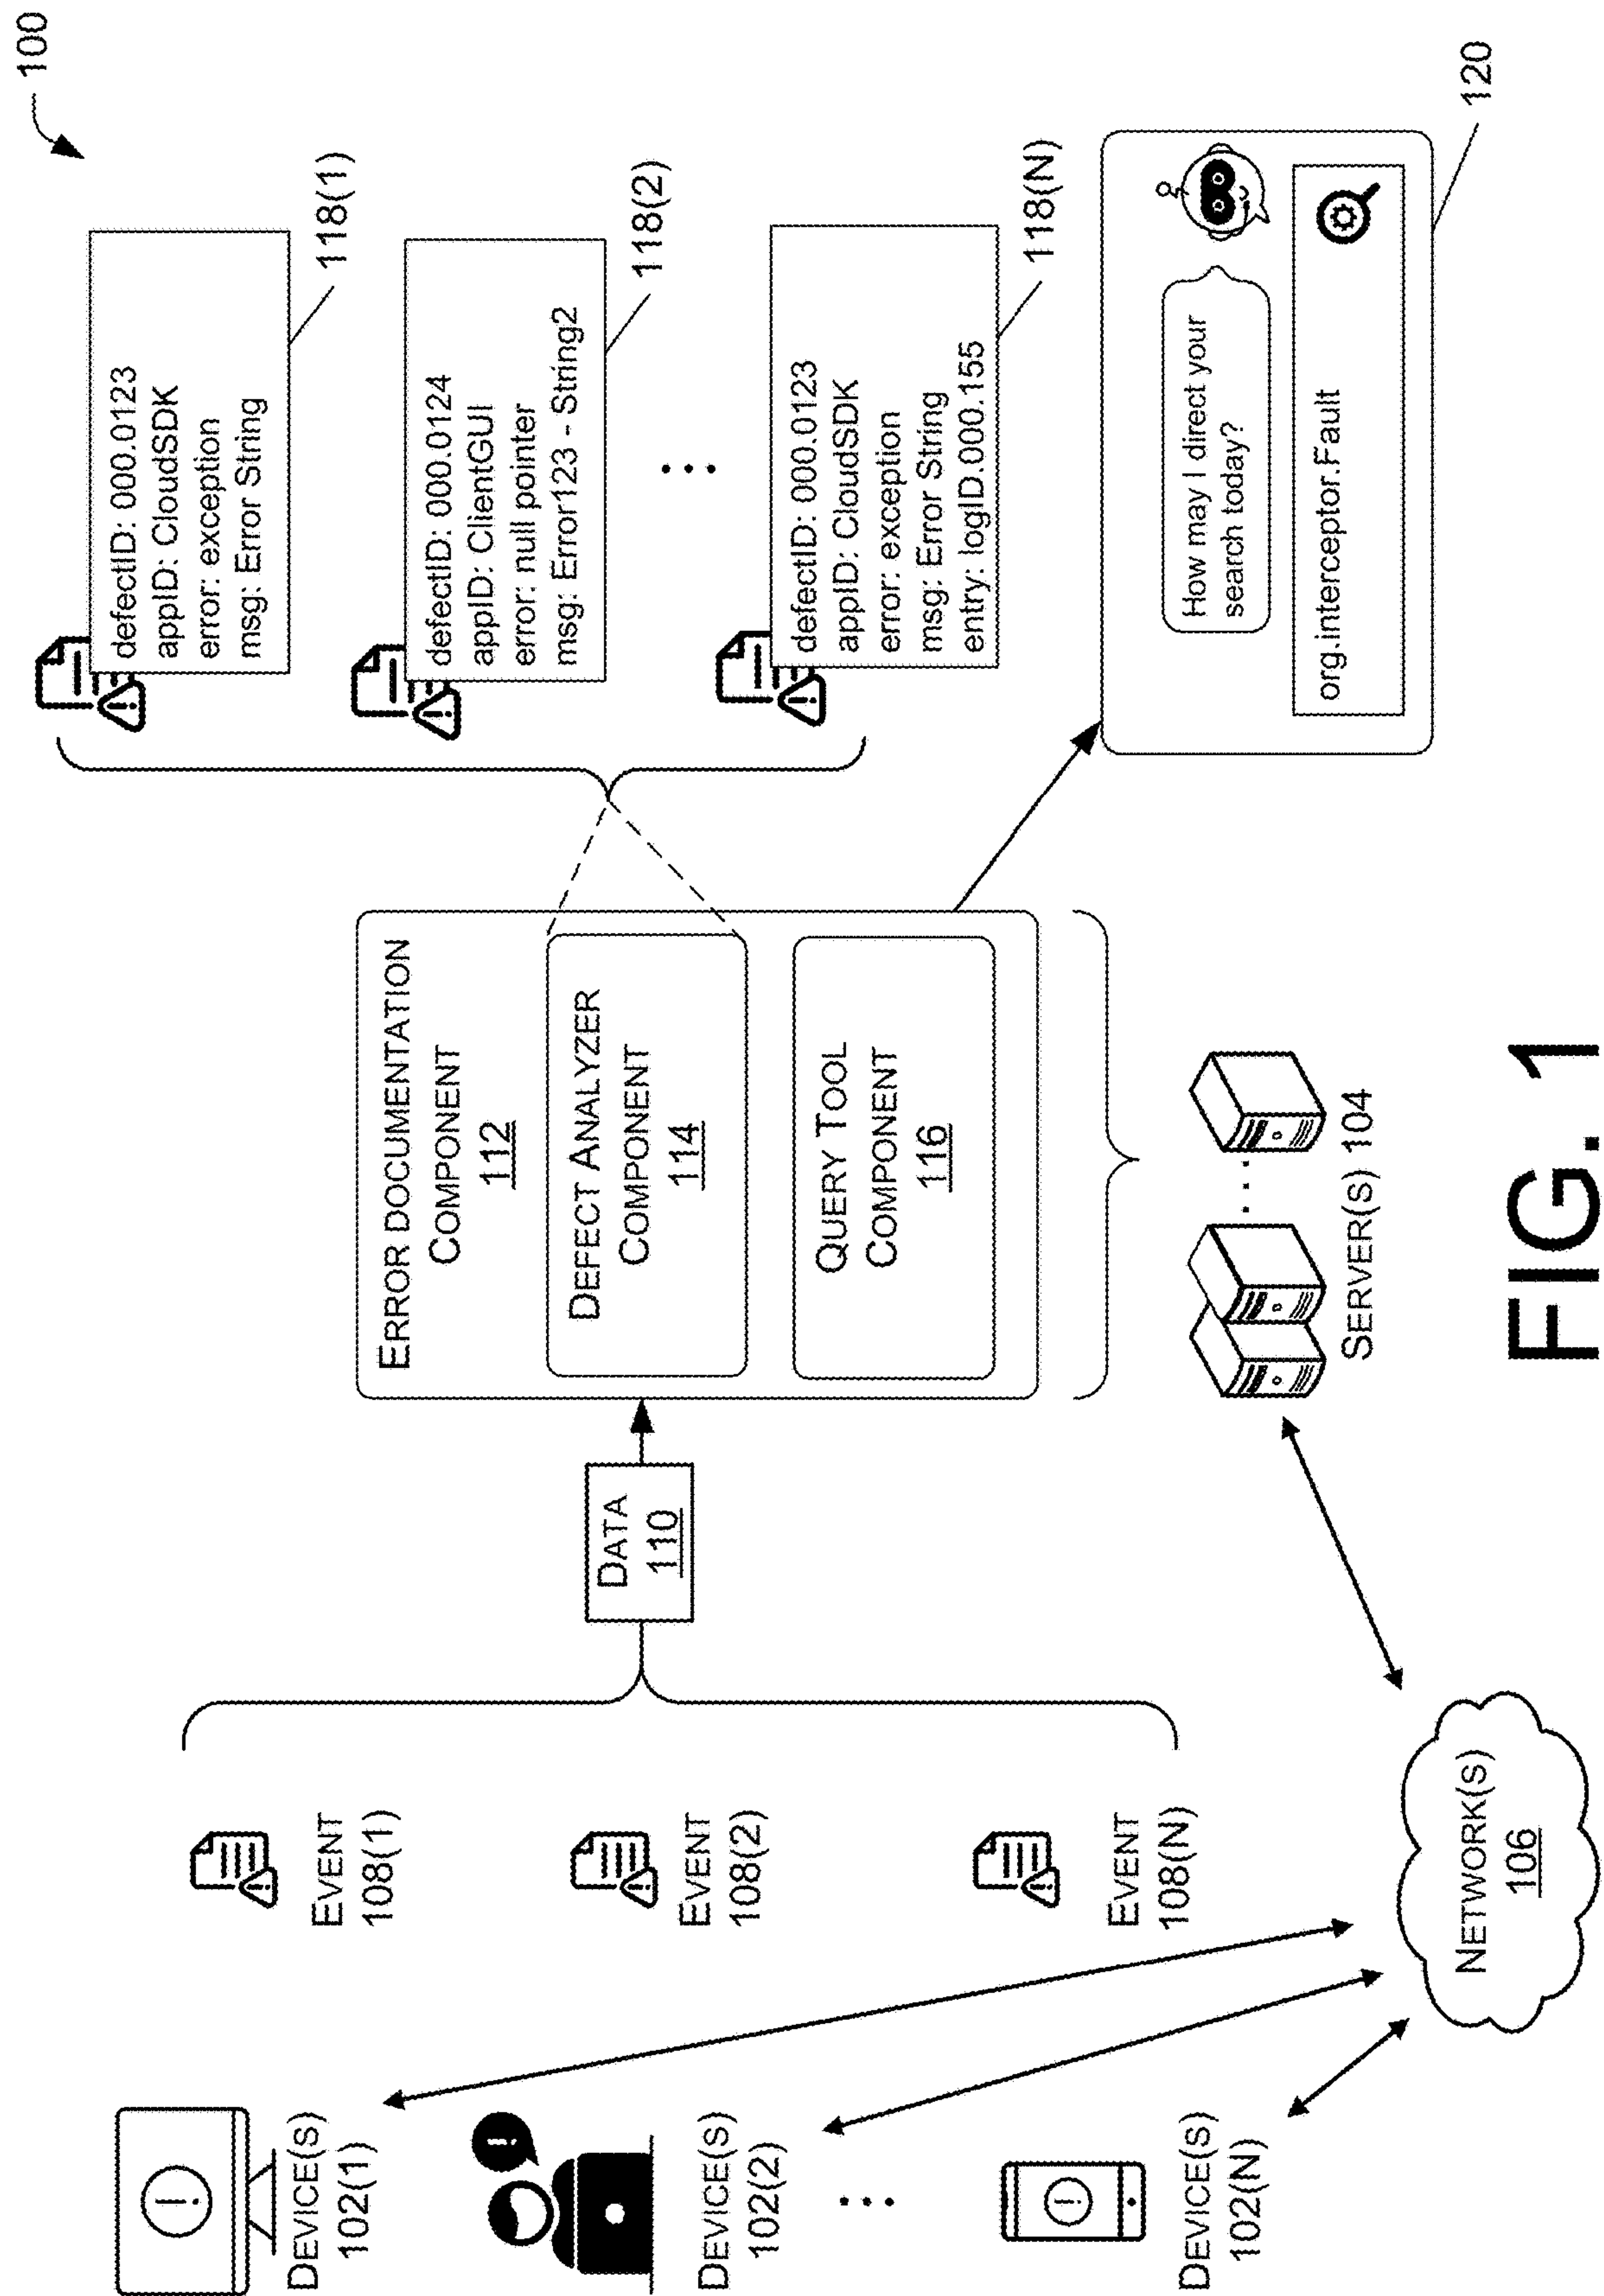 100
DEVICE(S)
102(1)
DEVICE(S)
102(2)
DEVICE(S)
102(N)
EVENT
108(1)
EVENT
108(2)
EVENT
108(N)
DATA
110
ERROR DOCUMENTATION
COMPONENT
112
DEFECT ANALYZER
COMPONENT
114
QUERY TOOL
COMPONENT
116
defectID: 000.0123
appID: CloudSDK
error: exception
msg: Error String
118(1)
defectID: 000.0124
appID: ClientGUI
error: null pointer
msg: Error123 - String2
118(2)
defectID: 000.0123
appID: CloudSDK
error: exception
msg: Error String
entry: logID.000.155
118(N)
How may I direct your
search today?
org.interceptor.Fault
120
SERVER(S) 104
NETWORK(S)
106
FIG. 1